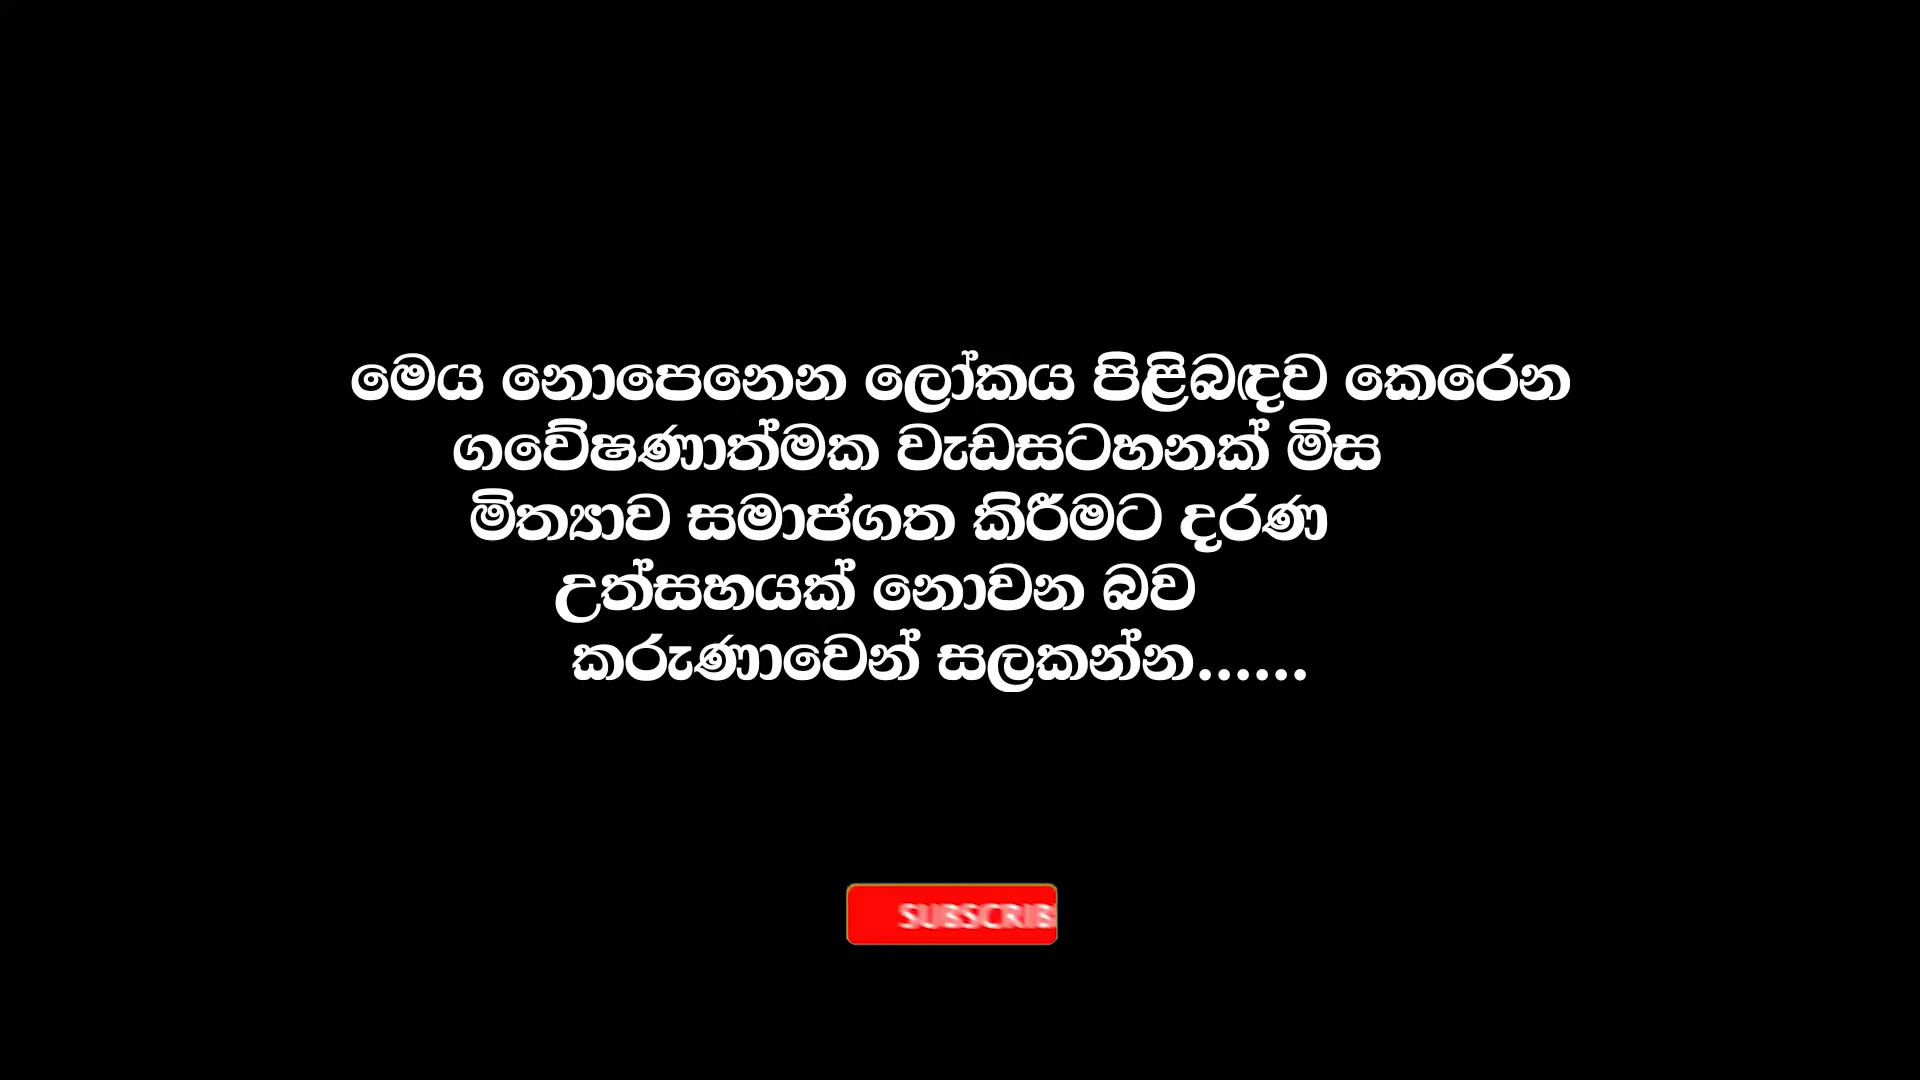 මෙය නොපෙනෙන ලෝකය පිළිබඳව කෙරෙන
ගවේෂණාත්මක වැඩසටහනක් මිස
මිත්‍යාව සමාජගත කිරීමට දරණ
උත්සහයක් නොවන බව
කරුණාවෙන් සලකන්න......
SUBSCRIB